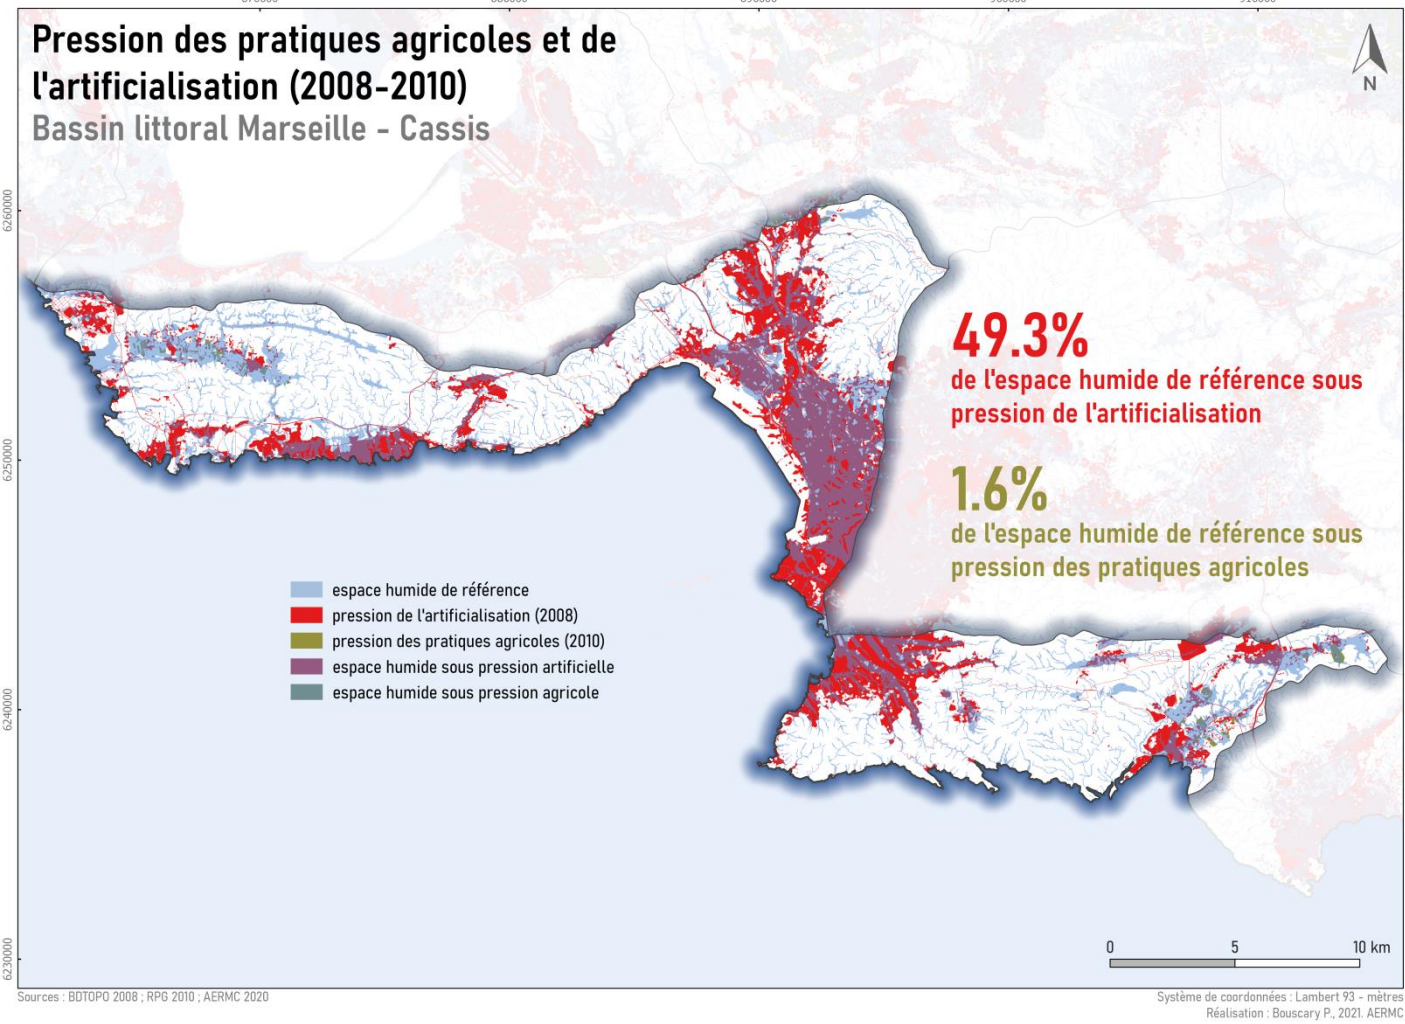 Pression des pratiques agricoles et de
l'artificialisation (2008-2010)
Bassin littoral Marseille - Cassis
N
6260000
6250000
6240000
6230000
49.3%
de l'espace humide de référence sous
pression de l'artificialisation
1.6%
de l'espace humide de référence sous
pression des pratiques agricoles
espace humide de référence
pression de l'artificialisation (2008)
pression des pratiques agricoles (2010)
espace humide sous pression artificielle
espace humide sous pression agricole
0 5 10 km
Sources : BDTOPO 2008 ; RPG 2010 ; AERMC 2020
Système de coordonnées : Lambert 93 - mètres
Réalisation : Bouscary P., 2021. AERMC